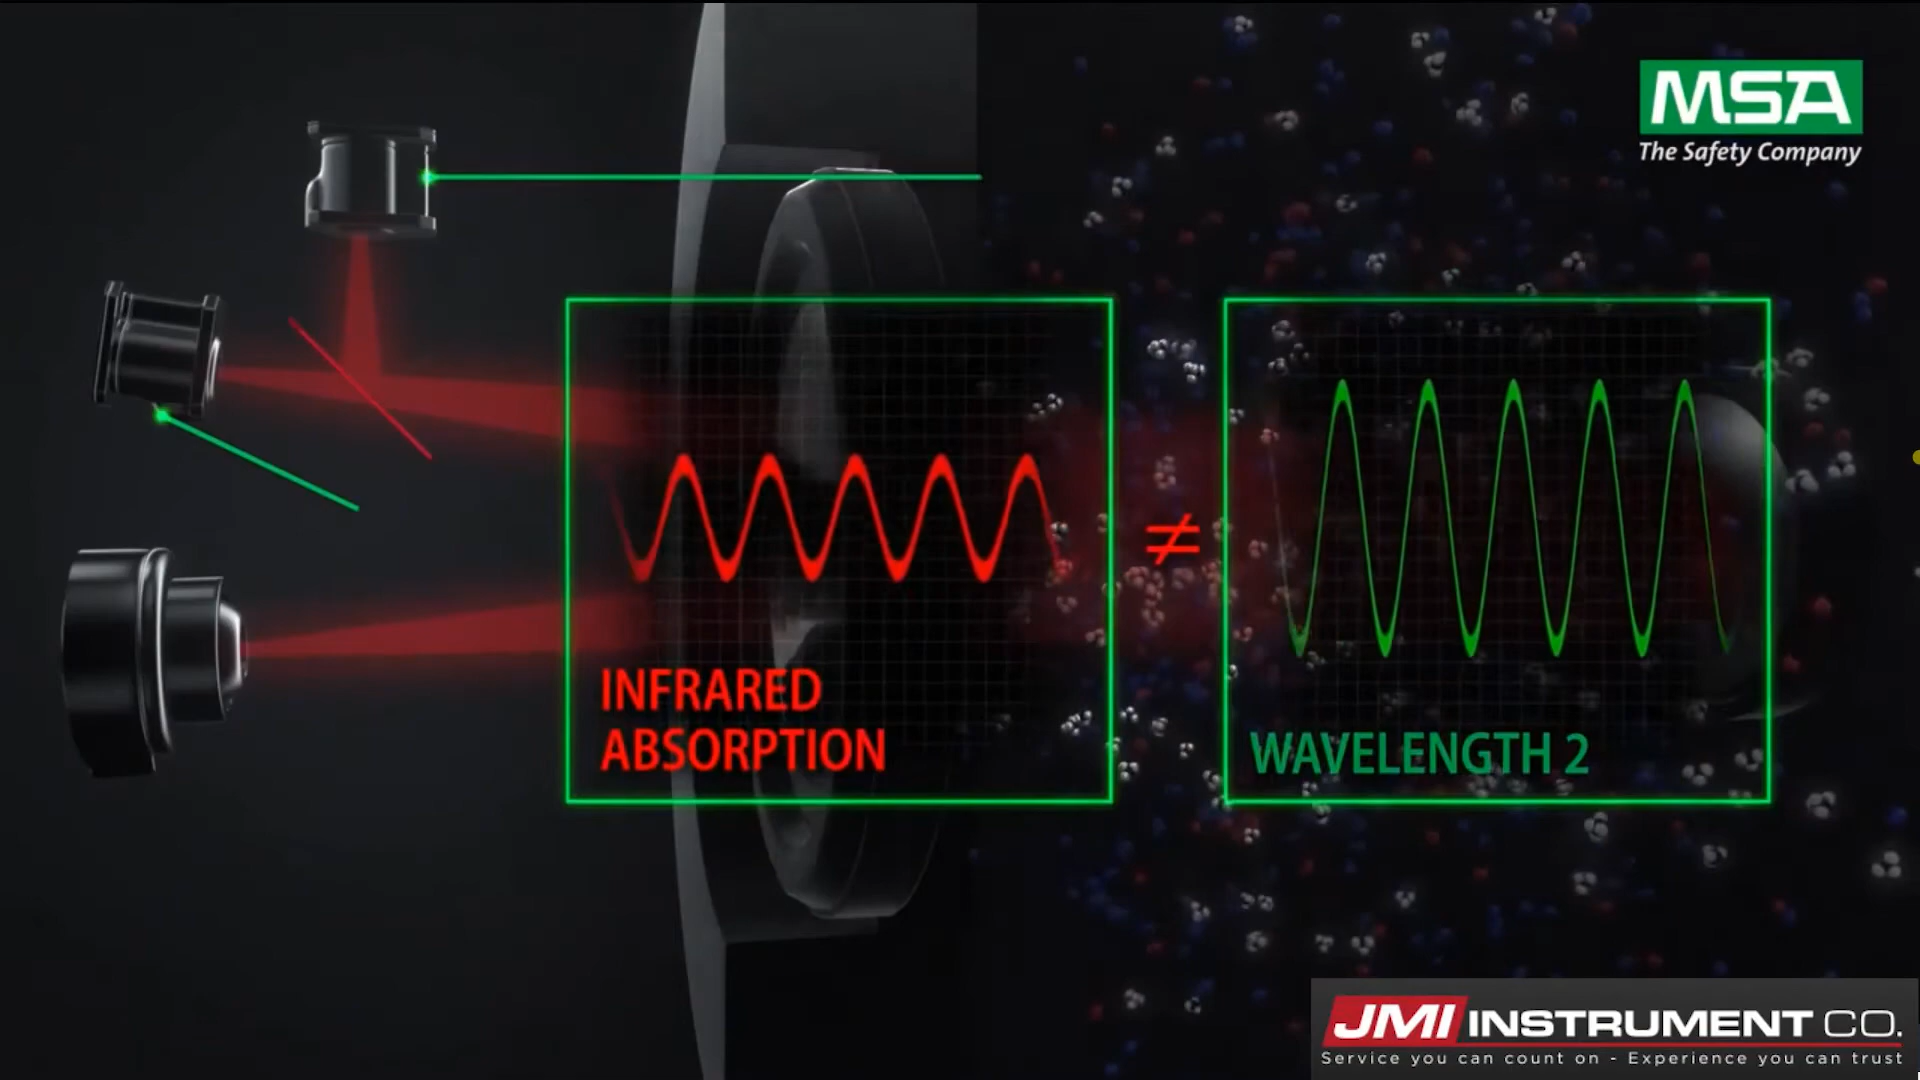 MSA
The Safety Company
≠
INFRARED
ABSORPTION
WAVELENGTH 2
JMI INSTRUMENT CO.
Service you can count on - Experience you can trust